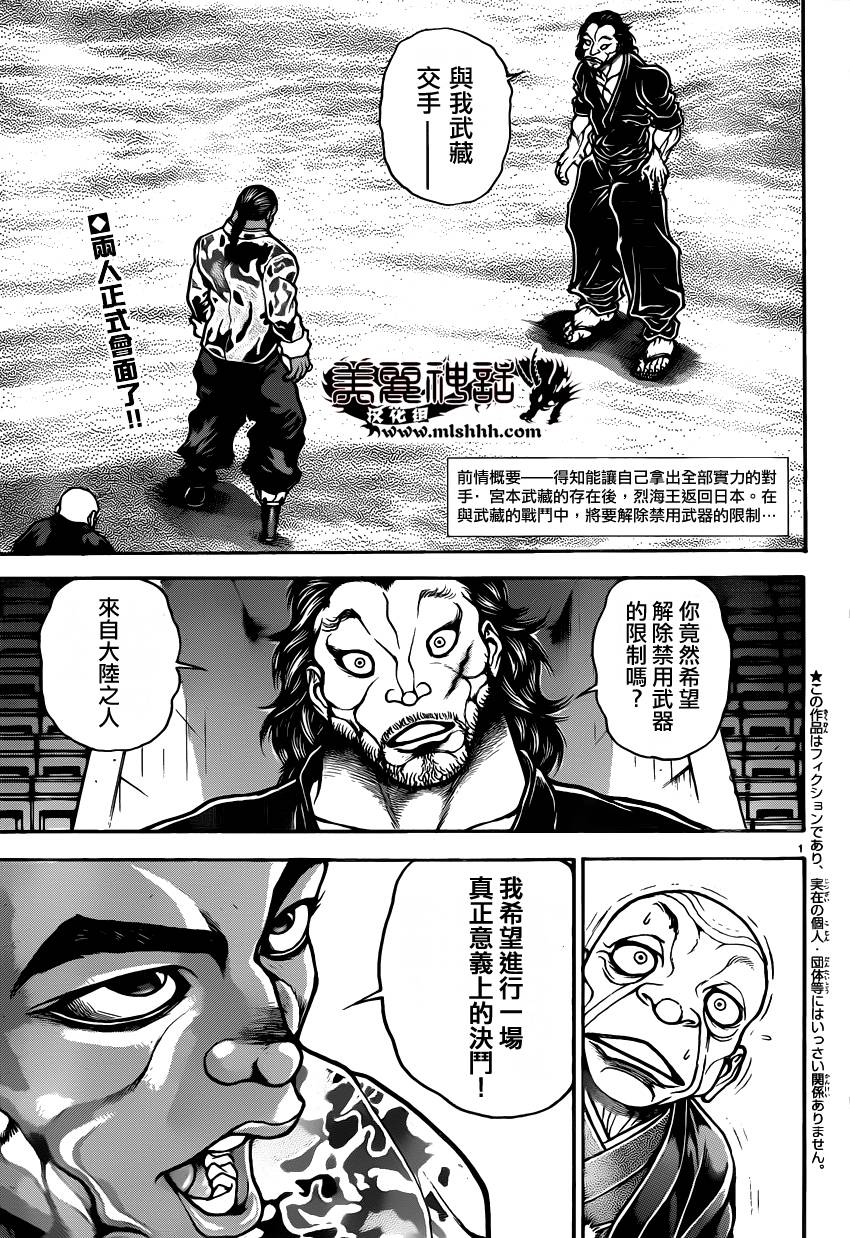 與我武藏
交手——
◆兩人正式會面了!!
美麗神話
汉化组
www.mlshhh.com
前情概要——得知能讓自己拿出全部實力的對
手·宮本武藏的存在後，烈海王返回日本。在
與武藏的戰鬥中，將要解除禁用武器的限制…
你竟然希望
解除禁用武器
的限制嗎？
來自大陸之人
★この作品はフィクションであり、実在の個人・団体等にはいっさい関係ありません。
1
我希望進行一場
真正意義上的決鬥！